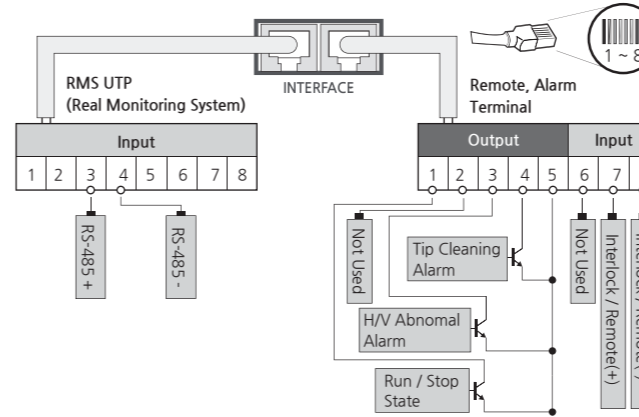 1 ~ 8
INTERFACE
RMS UTP
(Real Monitoring System)
Remote, Alarm
Terminal
Input
1 2 3 4 5 6 7 8
Output
Input
1 2 3 4 5 6 7
RS-485 +
RS-485 -
Not Used
Tip Cleaning
Alarm
H/V Abnomal
Alarm
Run / Stop
State
Not Used
Interlock / Remote(+)